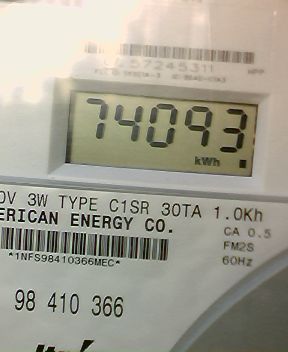 57245311
74093
kWh
0V 3W TYPE C1SR 30TA 1.0Kh
ERICAN ENERGY CO.
CA 0.5
FM2S
*1NFS98410366MEC*
60Hz
98 410 366